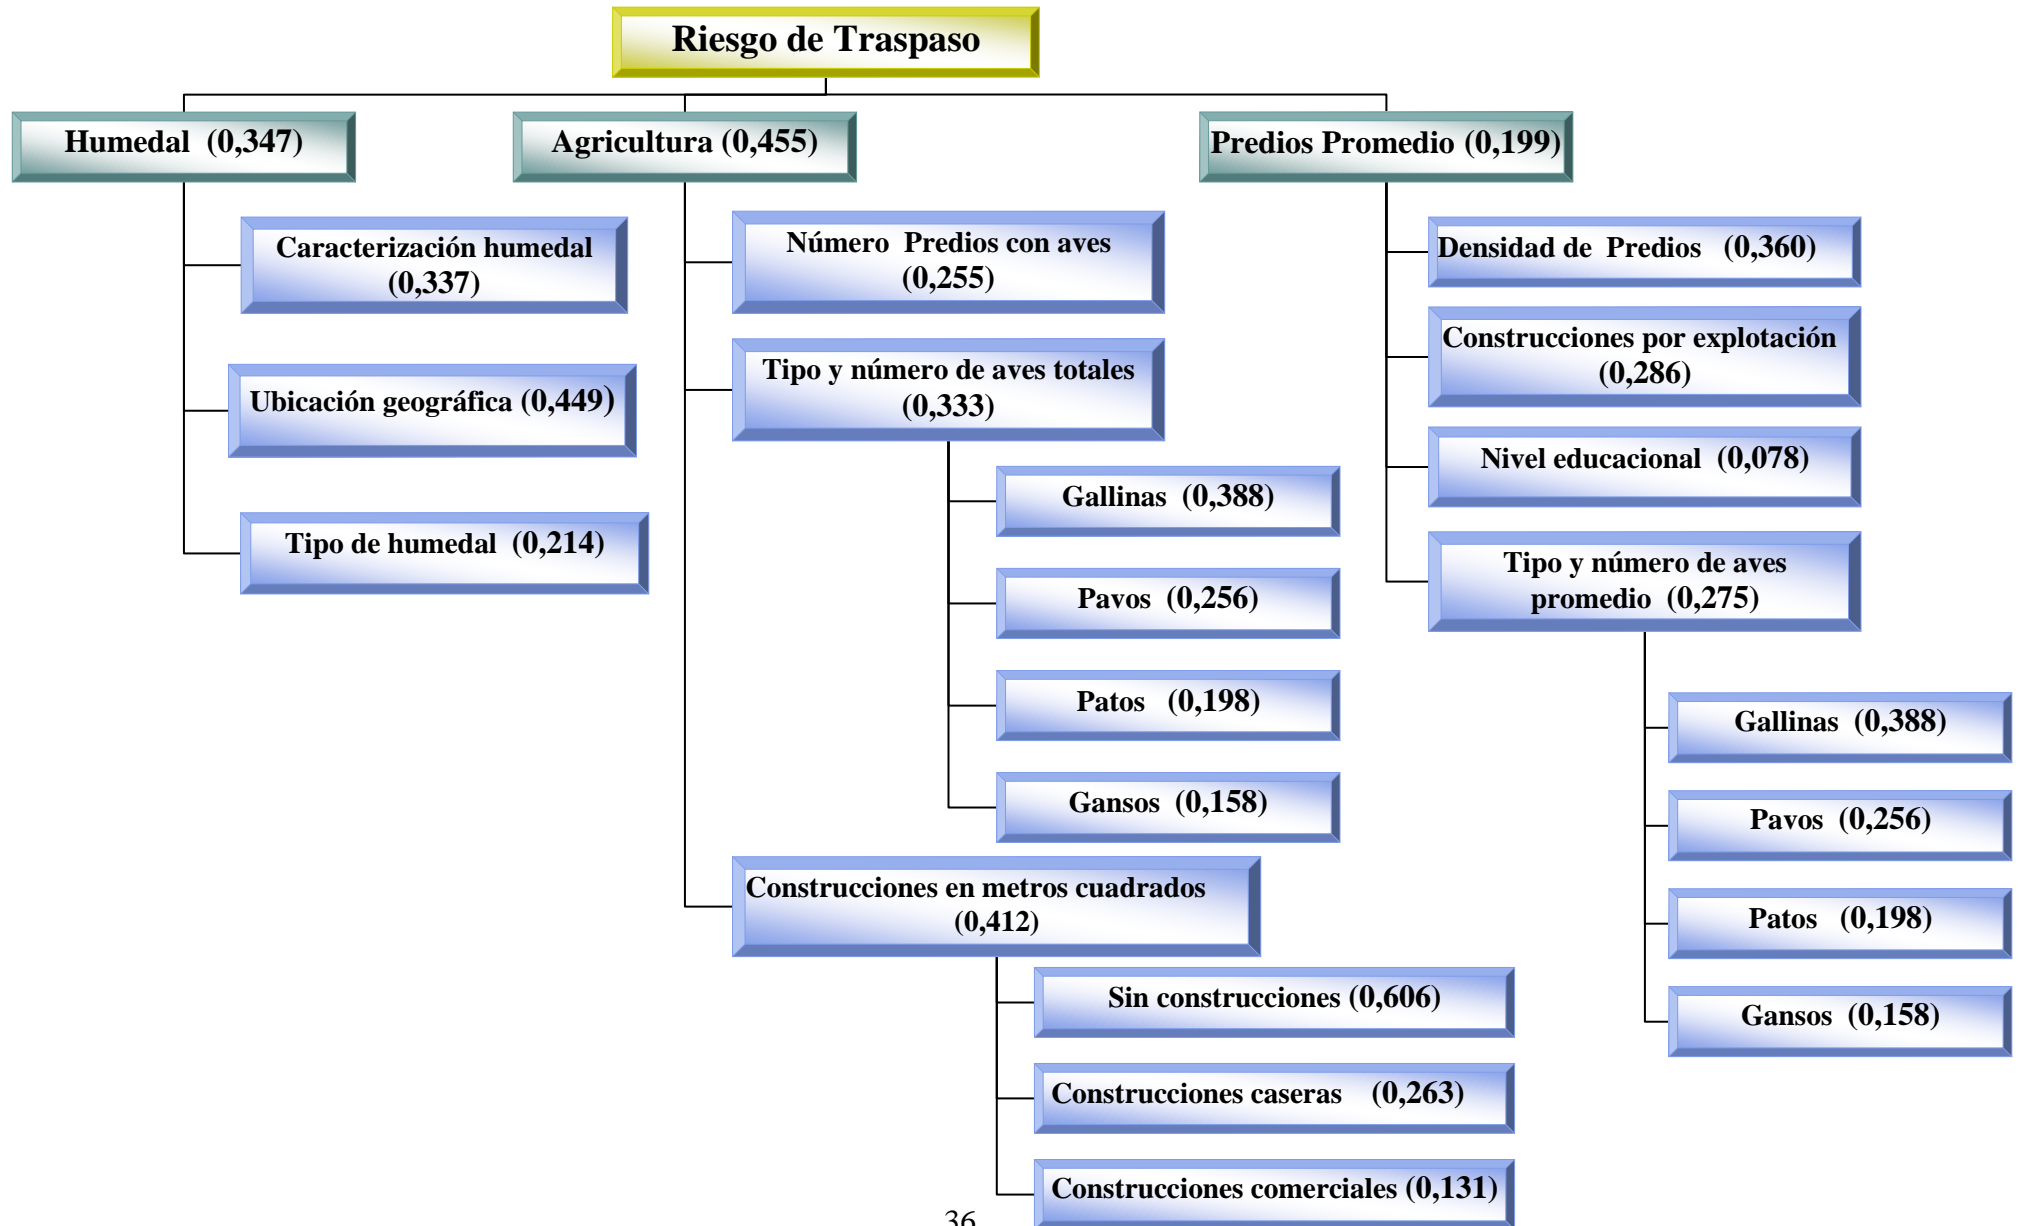 Riesgo de Traspaso
Humedal (0,347)
Agricultura (0,455)
Predios Promedio (0,199)
Caracterización humedal
(0,337)
Ubicación geográfica (0,449)
Tipo de humedal (0,214)
Número Predios con aves
(0,255)
Tipo y número de aves totales
(0,333)
Gallinas (0,388)
Pavos (0,256)
Patos (0,198)
Gansos (0,158)
Construcciones en metros cuadrados
(0,412)
Sin construcciones (0,606)
Construcciones caseras (0,263)
Construcciones comerciales (0,131)
Densidad de Predios (0,360)
Construcciones por explotación
(0,286)
Nivel educacional (0,078)
Tipo y número de aves
promedio (0,275)
Gallinas (0,388)
Pavos (0,256)
Patos (0,198)
Gansos (0,158)
36